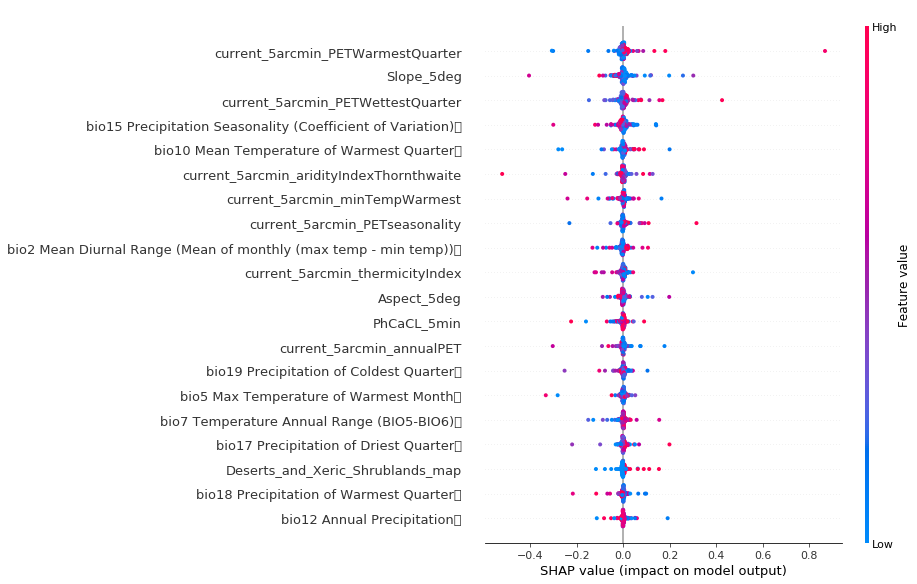 High
current_5arcmin_PETWarmestQuarter
Slope_5deg
current_5arcmin_PETWettestQuarter
bio15 Precipitation Seasonality (Coefficient of Variation)
bio10 Mean Temperature of Warmest Quarter
current_5arcmin_aridityIndexThornthwaite
current_5arcmin_minTempWarmest
current_5arcmin_PETseasonality
bio2 Mean Diurnal Range (Mean of monthly (max temp - min temp))
current_5arcmin_thermicityIndex
Aspect_5deg
PhCaCL_5min
current_5arcmin_annualPET
bio19 Precipitation of Coldest Quarter
bio5 Max Temperature of Warmest Month
bio7 Temperature Annual Range (BIO5-BIO6)
bio17 Precipitation of Driest Quarter
Deserts_and_Xeric_Shrublands_map
bio18 Precipitation of Warmest Quarter
bio12 Annual Precipitation
Feature value
Low
−0.4 −0.2 0.0 0.2 0.4 0.6 0.8
SHAP value (impact on model output)